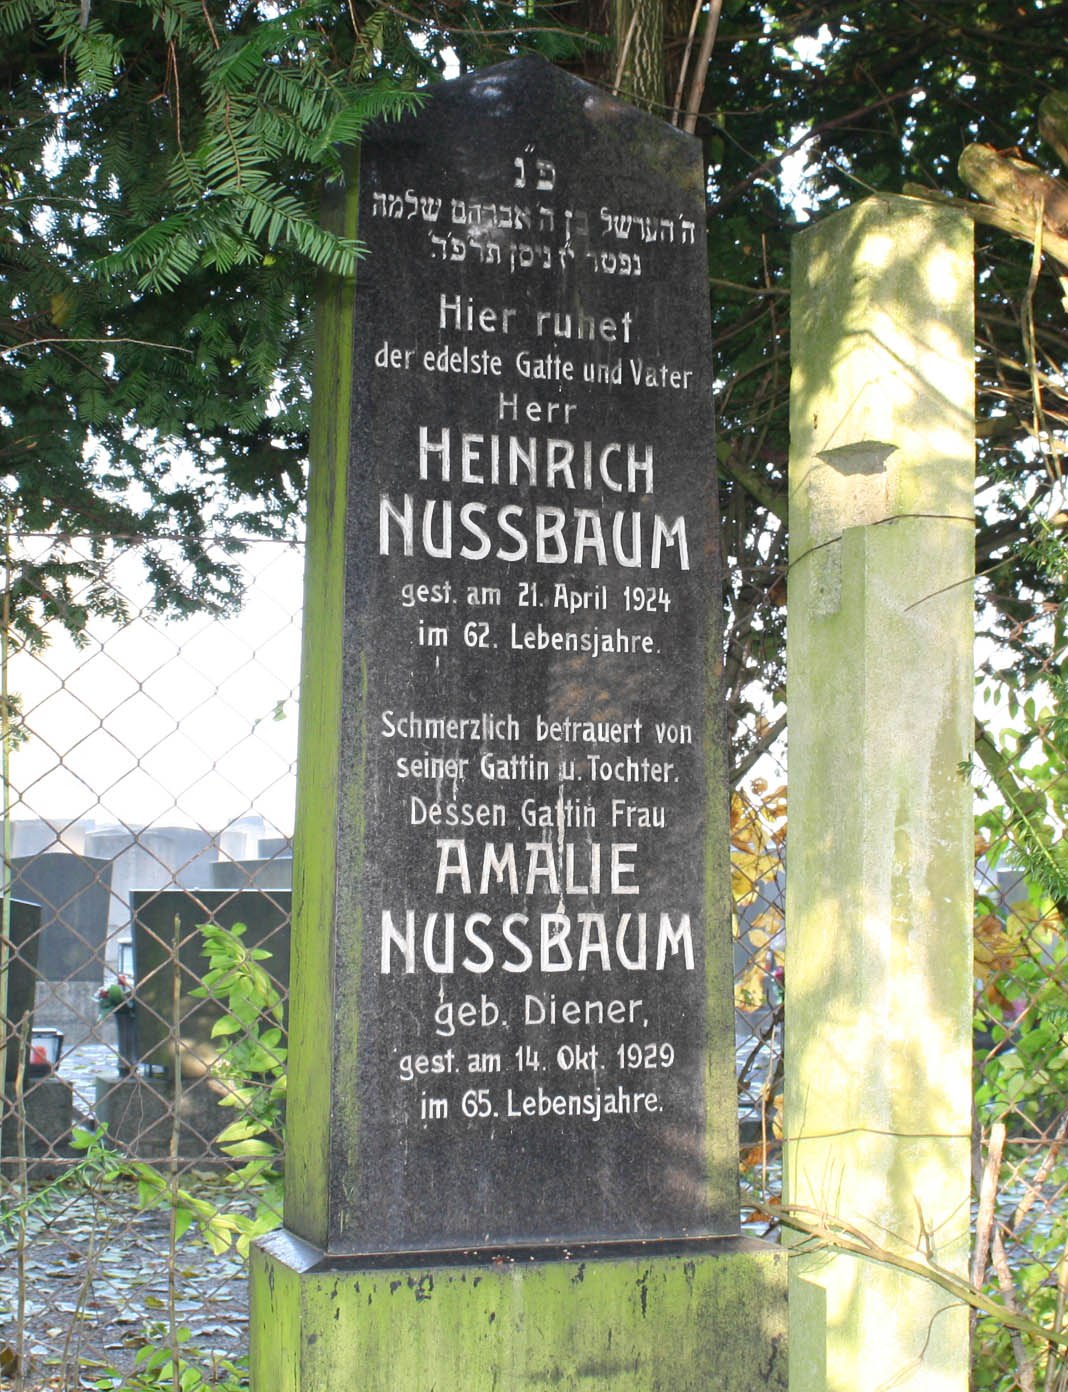 פ״נ
ה׳ הערשל בן ה׳ אברהם שלמה
נפטר י״ז ניסן תרפ״ד.
Hier ruhet
der edelste Gatte und Vater
Herr
HEINRICH
NUSSBAUM
gest. am 21. April 1924
im 62. Lebensjahre.
Schmerzlich betrauert von
seiner Gattin u. Tochter.
Dessen Gattin Frau
AMALIE
NUSSBAUM
geb. Diener,
gest. am 14. Okt. 1929
im 65. Lebensjahre.